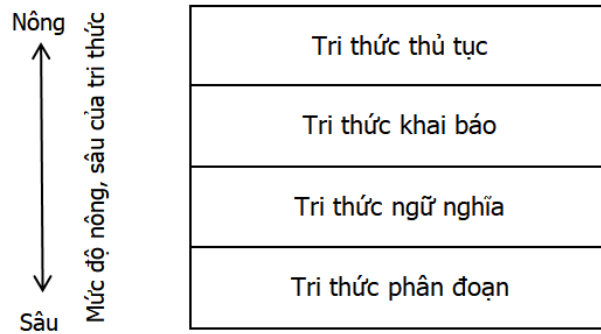 Nông
Mức độ nông, sâu của tri thức
Sâu
Tri thức thủ tục
Tri thức khai báo
Tri thức ngữ nghĩa
Tri thức phân đoạn